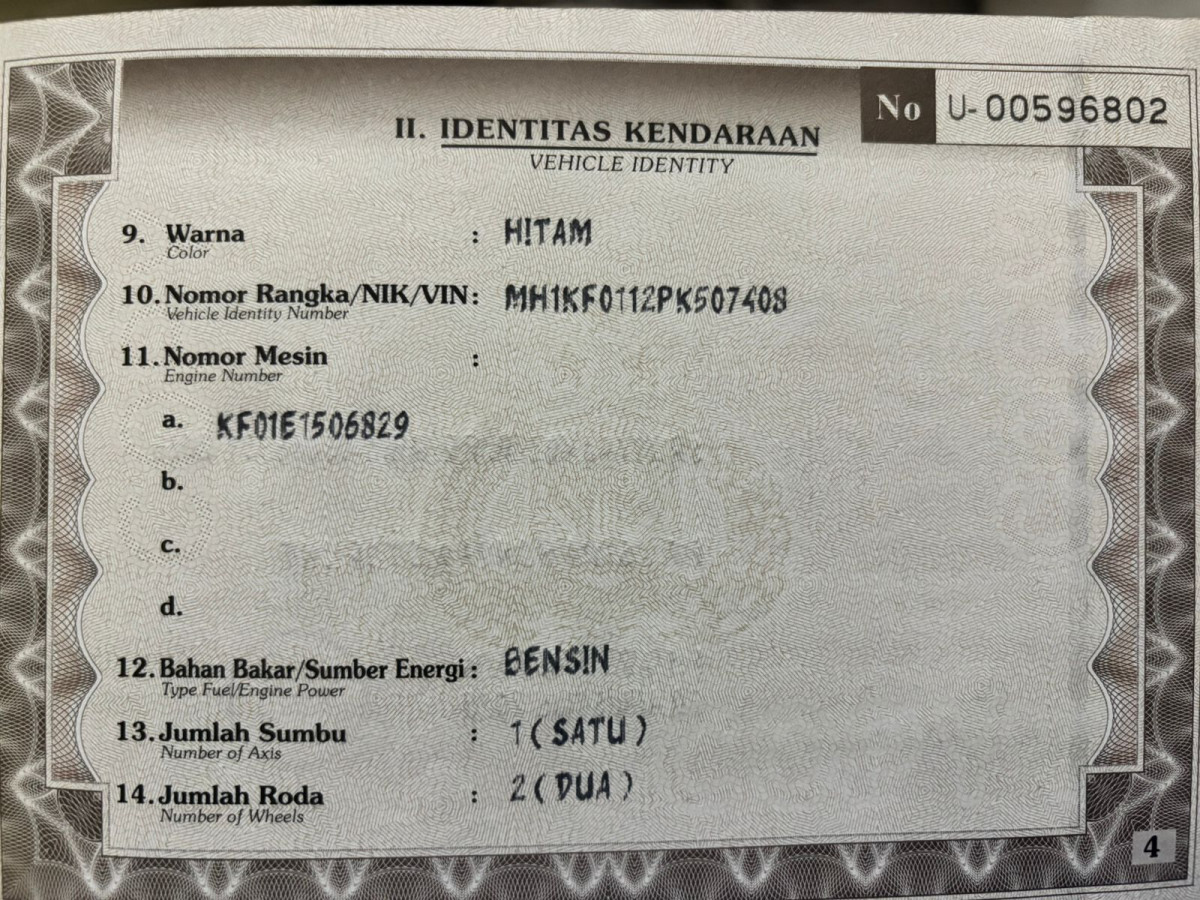 No U-00596802
II. IDENTITAS KENDARAAN
VEHICLE IDENTITY
9. Warna : HITAM
Color
10. Nomor Rangka/NIK/VIN: MH1KF0112PK507408
Vehicle Identity Number
11. Nomor Mesin :
Engine Number
a. KF01E1506829
b.
c.
d.
12. Bahan Bakar/Sumber Energi : BENSIN
Type Fuel/Engine Power
13. Jumlah Sumbu : 1 ( SATU )
Number of Axis
14. Jumlah Roda : 2 ( DUA )
Number of Wheels
4